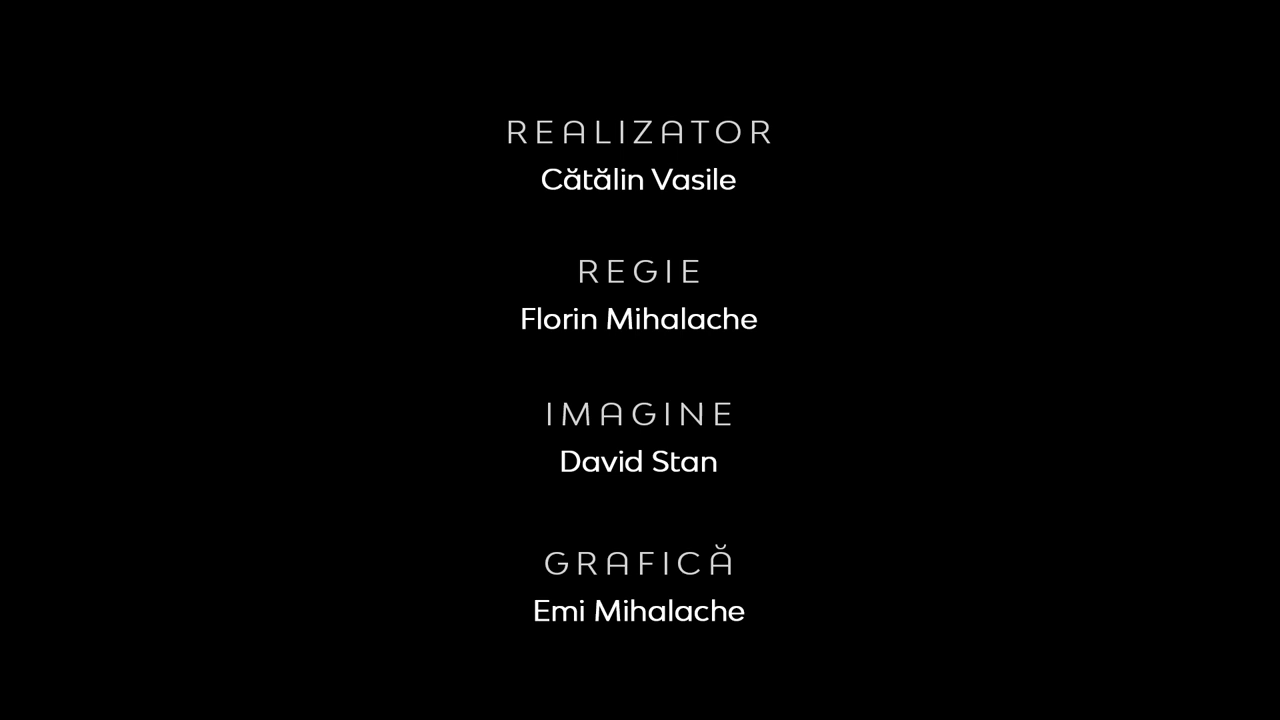 REALIZATOR
Cătălin Vasile
REGIE
Florin Mihalache
IMAGINE
David Stan
GRAFICĂ
Emi Mihalache